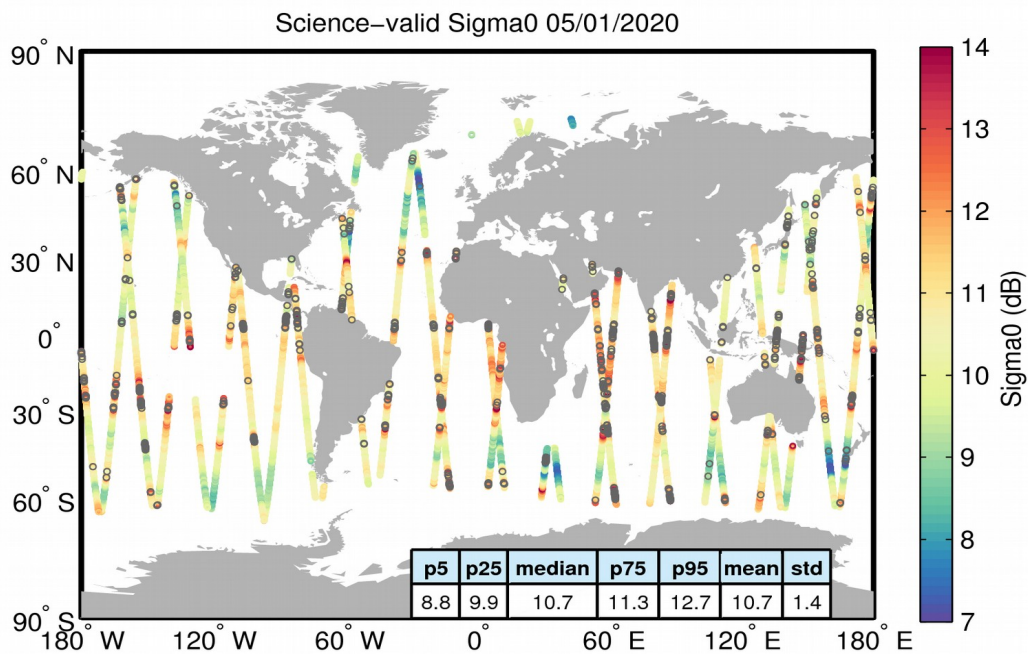 Science−valid Sigma0 05/01/2020
90° N
60° N
30° N
0°
30° S
60° S
90° S
180° W
120° W
60° W
0°
60° E
120° E
180° E
14
13
12
11
10
9
8
7
Sigma0 (dB)
p5 p25 median p75 p95 mean std
8.8 9.9 10.7 11.3 12.7 10.7 1.4